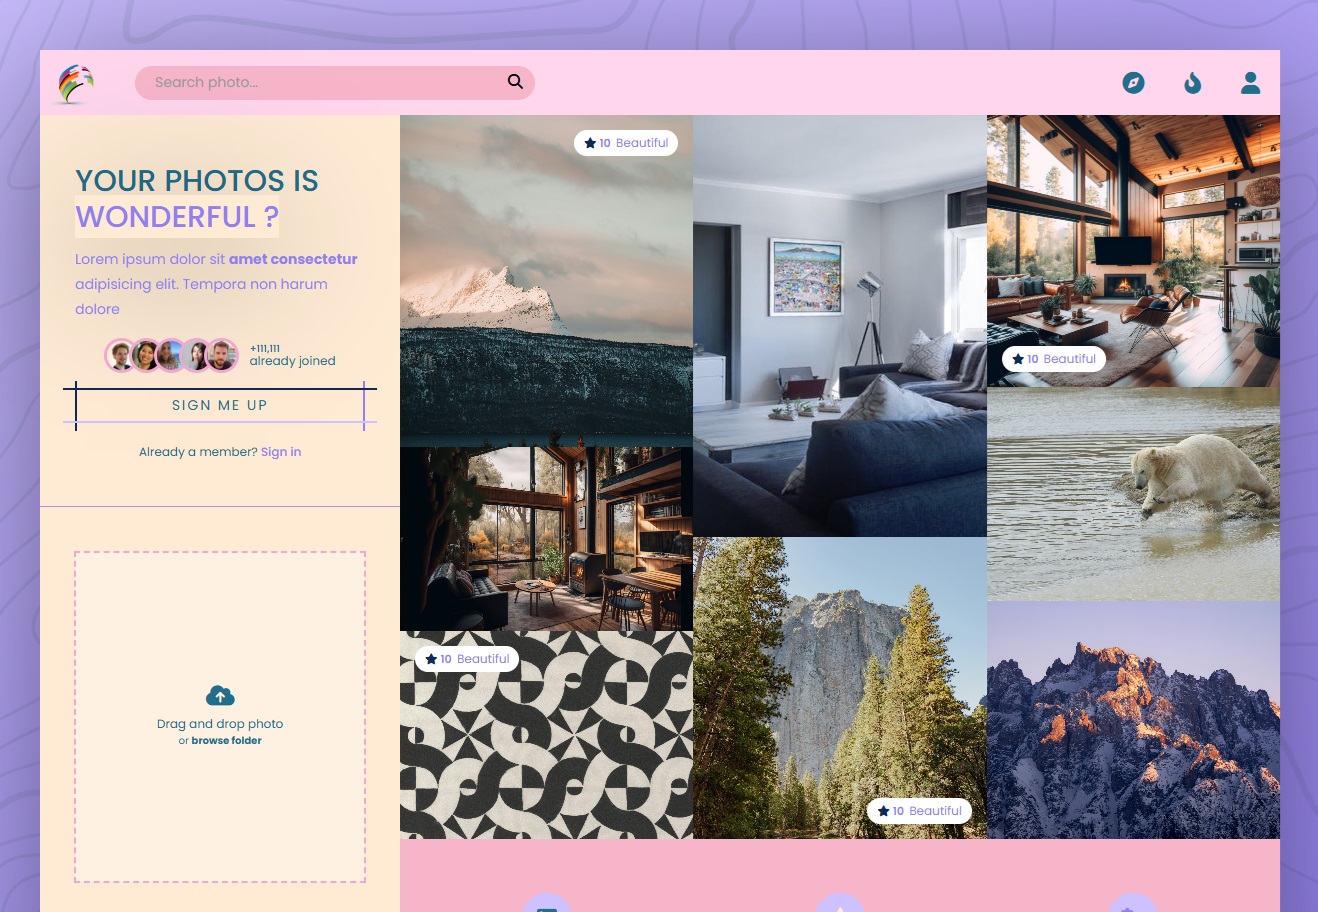 Search photo...
YOUR PHOTOS IS
WONDERFUL ?
Lorem ipsum dolor sit amet consectetur
adipisicing elit. Tempora non harum
dolore
+111,111
already joined
SIGN ME UP
Already a member? Sign in
Drag and drop photo
or browse folder
10 Beautiful
10 Beautiful
10 Beautiful
10 Beautiful